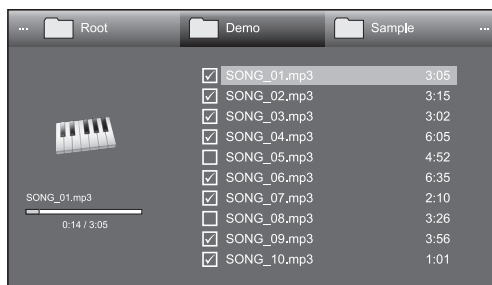 ... Root Demo Sample ...
SONG_01.mp3 3:05
SONG_02.mp3 3:15
SONG_03.mp3 3:02
SONG_04.mp3 6:05
SONG_05.mp3 4:52
SONG_06.mp3 6:35
SONG_07.mp3 2:10
SONG_08.mp3 3:26
SONG_09.mp3 3:56
SONG_10.mp3 1:01
SONG_01.mp3
0:14 / 3:05